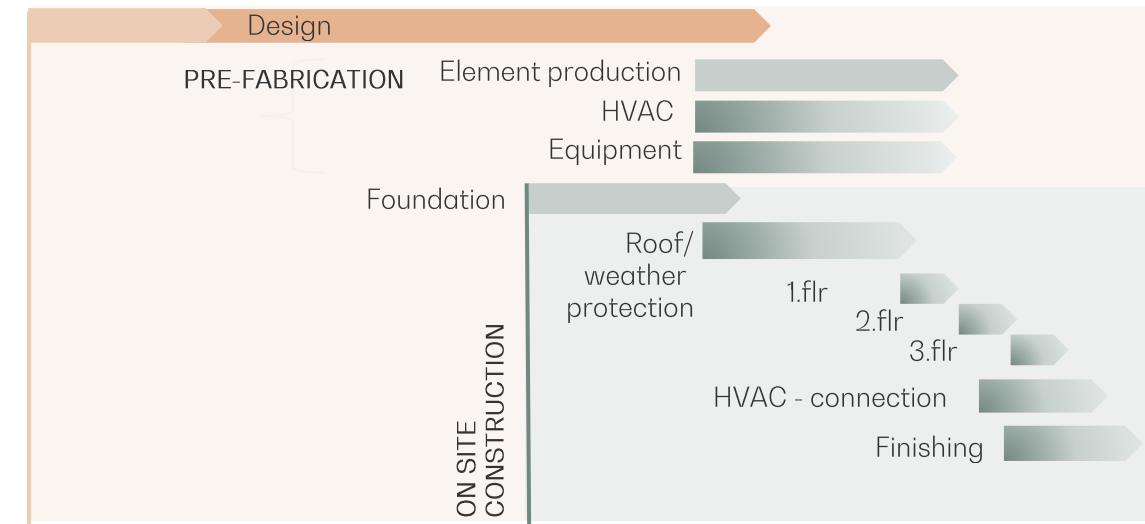 Design
PRE-FABRICATION
Element production
HVAC
Equipment
Foundation
Roof/
weather
protection
1.flr
2.flr
3.flr
HVAC - connection
Finishing
ON SITE
CONSTRUCTION